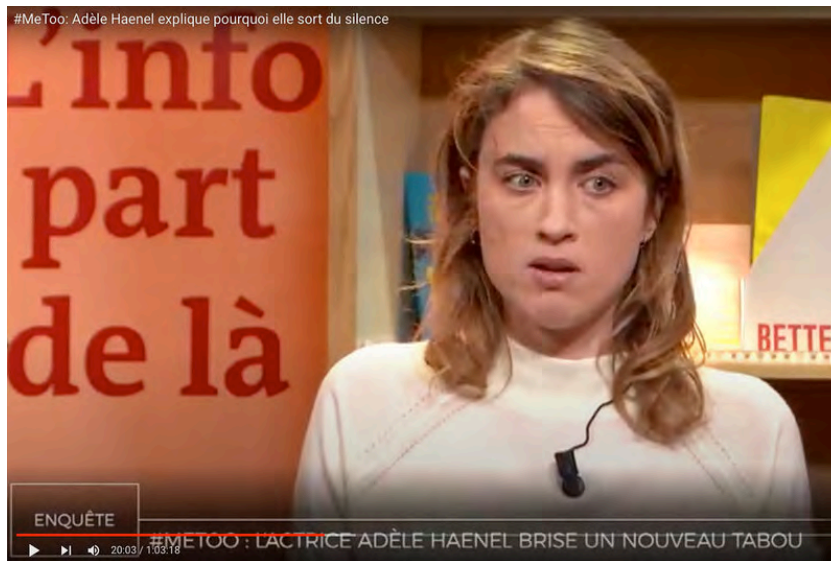 #MeToo: Adèle Haenel explique pourquoi elle sort du silence
L'info
part
de là
BETTE
ENQUÊTE
#METOO : L'ACTRICE ADÈLE HAENEL BRISE UN NOUVEAU TABOU
20:03 / 1:03:18